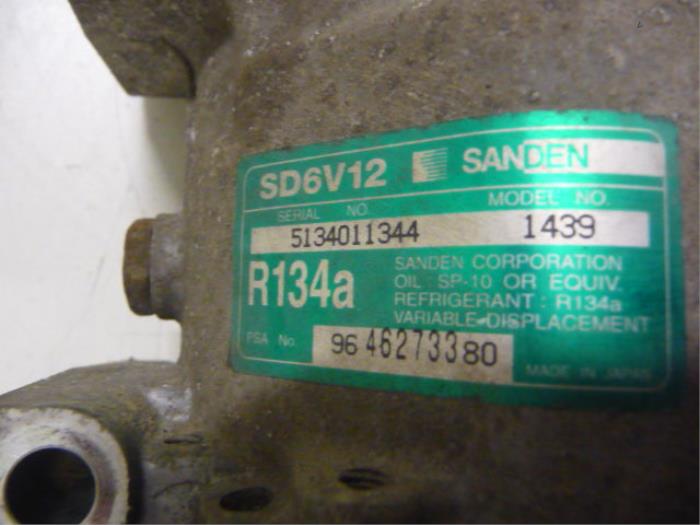 SD6V12 SANDEN
SERIAL NO. MODEL NO.
5134011344 1439
R134a
SANDEN CORPORATION
OIL : SP-10 OR EQUIV.
REFRIGERANT : R134a
VARIABLE-DISPLACEMENT
PSA No. 96 46273380
MADE IN JAPAN